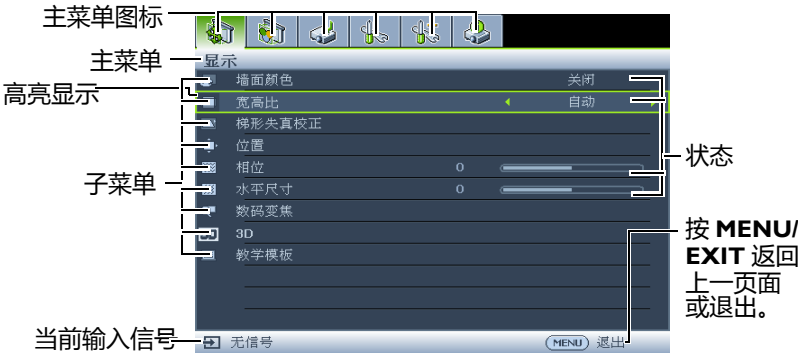 主菜单图标
主菜单
高亮显示
子菜单
当前输入信号
显示
墙面颜色 关闭
宽高比 自动
梯形失真校正
位置
相位 0
水平尺寸 0
数码变焦
3D
教学模板
无信号 MENU 退出
状态
按 MENU/
EXIT 返回
上一页面
或退出。